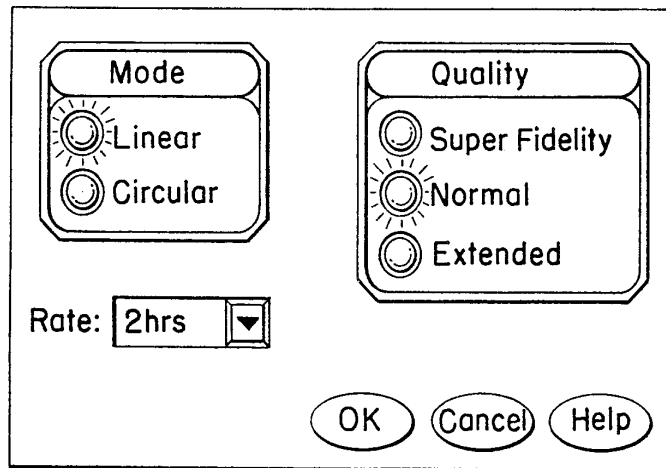 Mode
Linear
Circular
Quality
Super Fidelity
Normal
Extended
Rate: 2hrs
OK Cancel Help